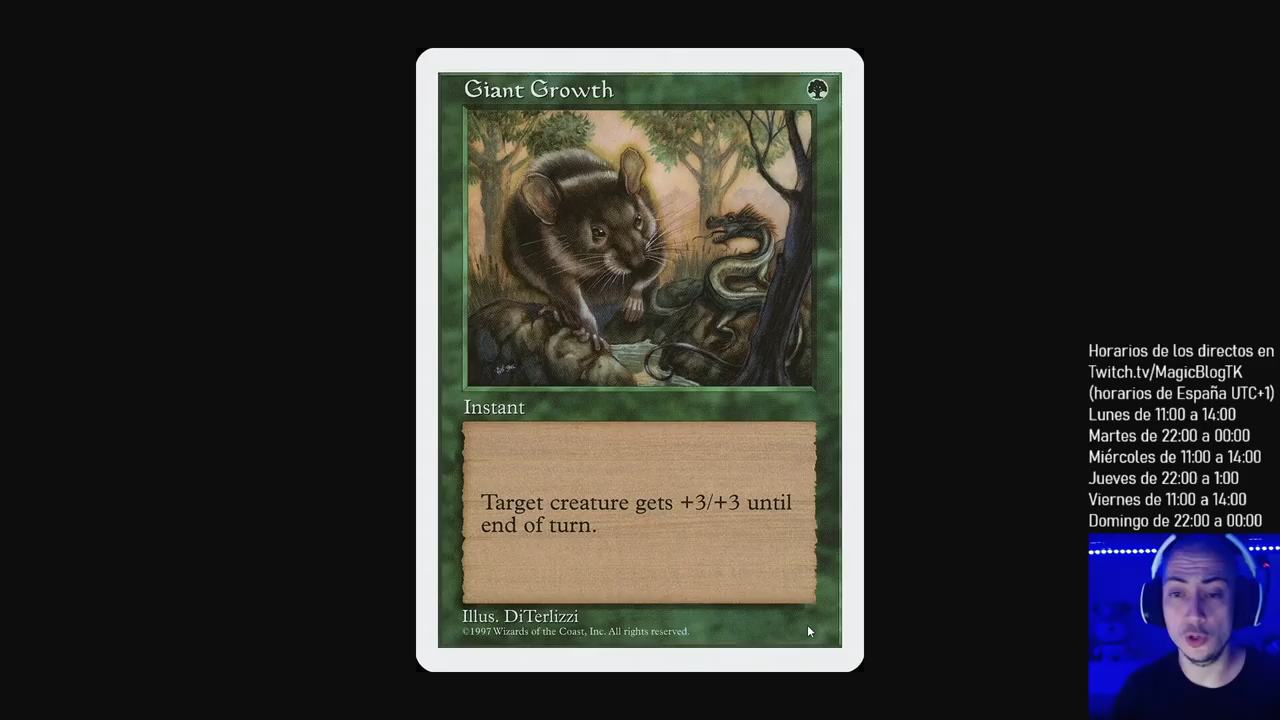 Giant Growth
Instant
Target creature gets +3/+3 until
end of turn.
Illus. DiTerlizzi
©1997 Wizards of the Coast, Inc. All rights reserved.
Horarios de los directos en
Twitch.tv/MagicBlogTK
(horarios de España UTC+1)
Lunes de 11:00 a 14:00
Martes de 22:00 a 00:00
Miércoles de 11:00 a 14:00
Jueves de 22:00 a 1:00
Viernes de 11:00 a 14:00
Domingo de 22:00 a 00:00